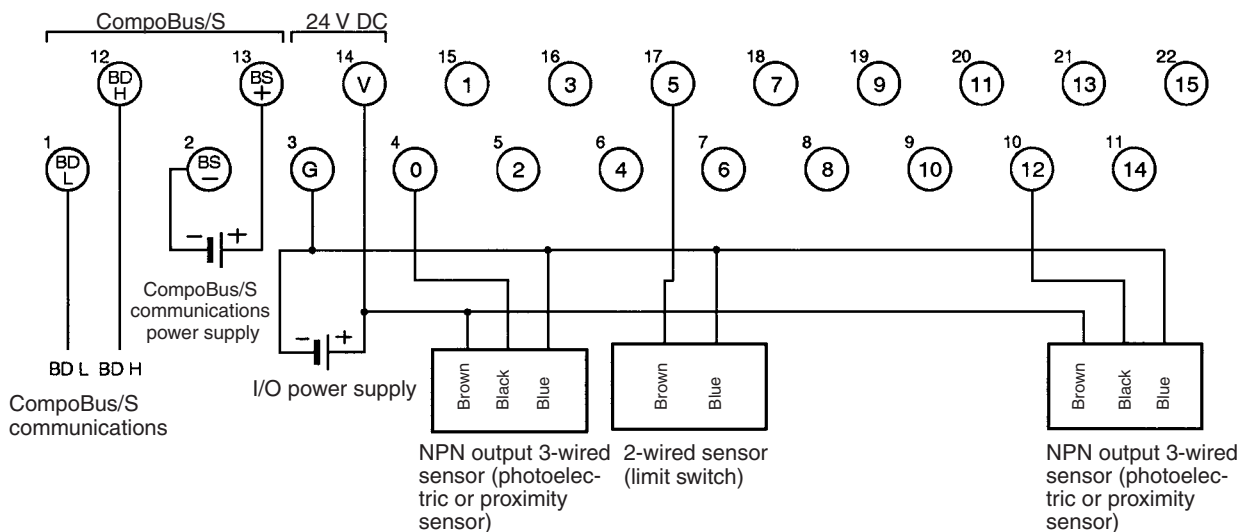 CompoBus/S
24 V DC
12
BD
H
13
BS
+
14
V
15
1
16
3
17
5
18
7
19
9
20
11
21
13
22
15
1
BD
L
2
BS
−
3
G
4
0
5
2
6
4
7
6
8
8
9
10
10
12
11
14
− +
CompoBus/S
communications
power supply
− +
I/O power supply
BD L BD H
CompoBus/S
communications
Brown
Black
Blue
NPN output 3-wired
sensor (photoelec-
tric or proximity
sensor)
Brown
Blue
2-wired sensor
(limit switch)
Brown
Black
Blue
NPN output 3-wired
sensor (photoelec-
tric or proximity
sensor)